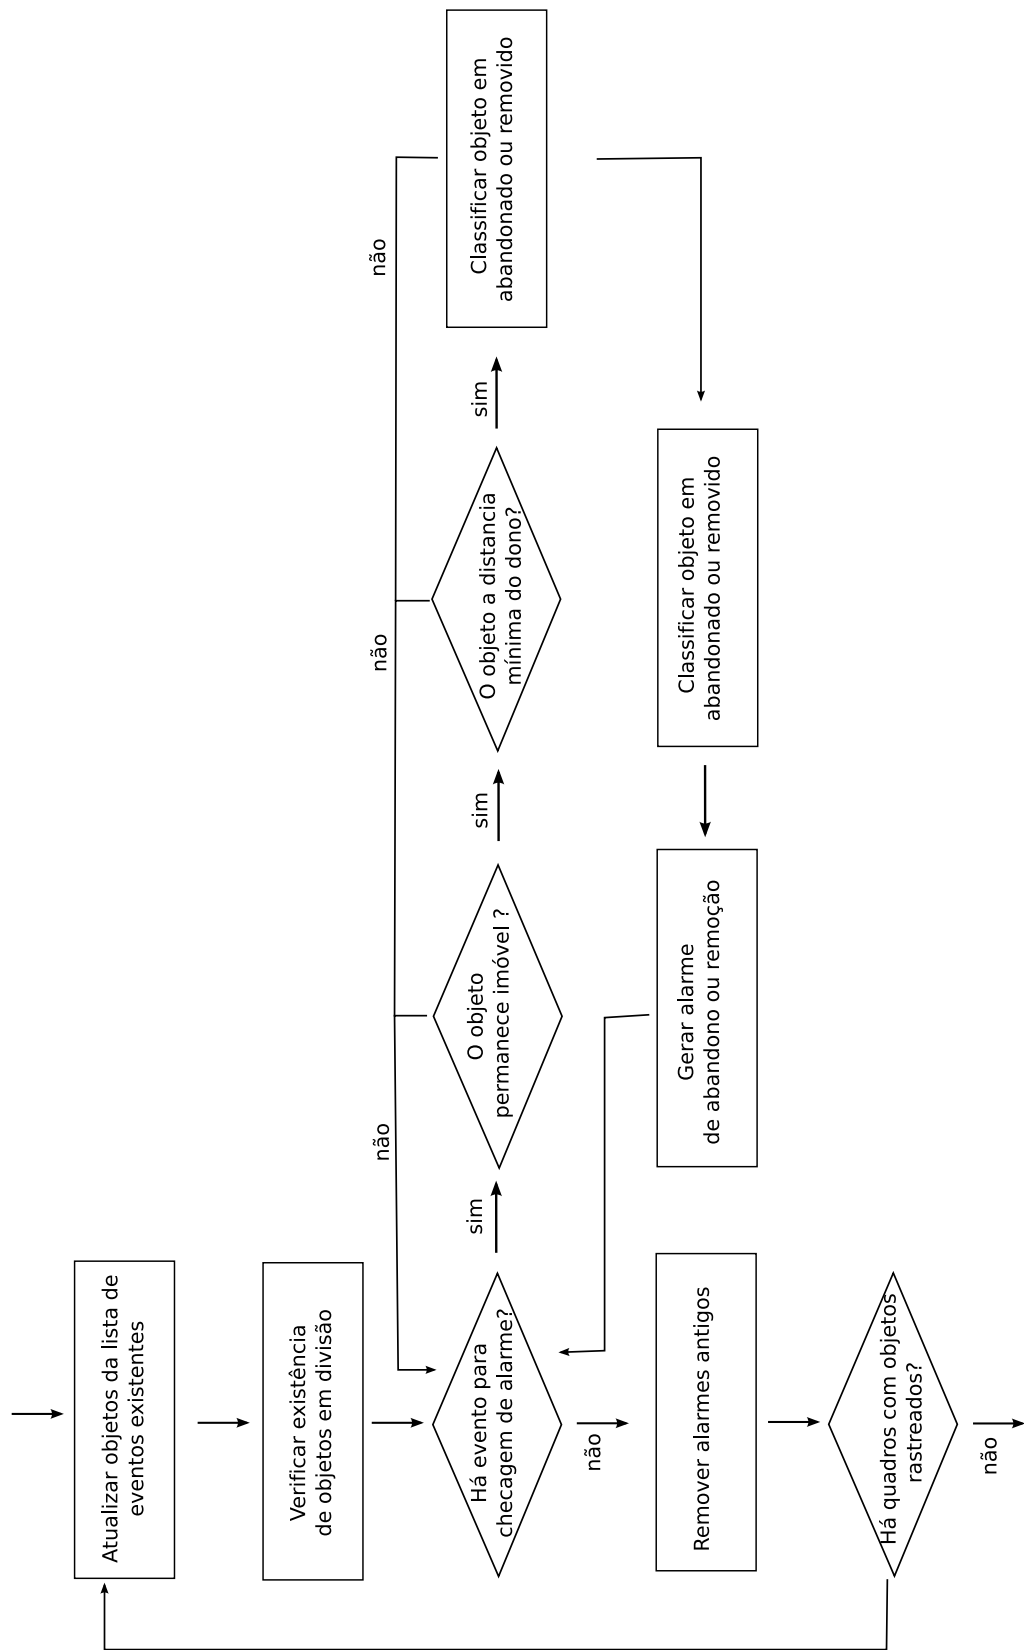 Atualizar objetos da lista de
eventos existentes
Verificar existência
de objetos em divisão
Há evento para
checagem de alarme?
sim
O objeto
permanece imóvel ?
sim
O objeto a distancia
mínima do dono?
sim
Classificar objeto em
abandonado ou removido
não
não
não
Classificar objeto em
abandonado ou removido
Gerar alarme
de abandono ou remoção
não
Remover alarmes antigos
Há quadros com objetos
rastreados?
não